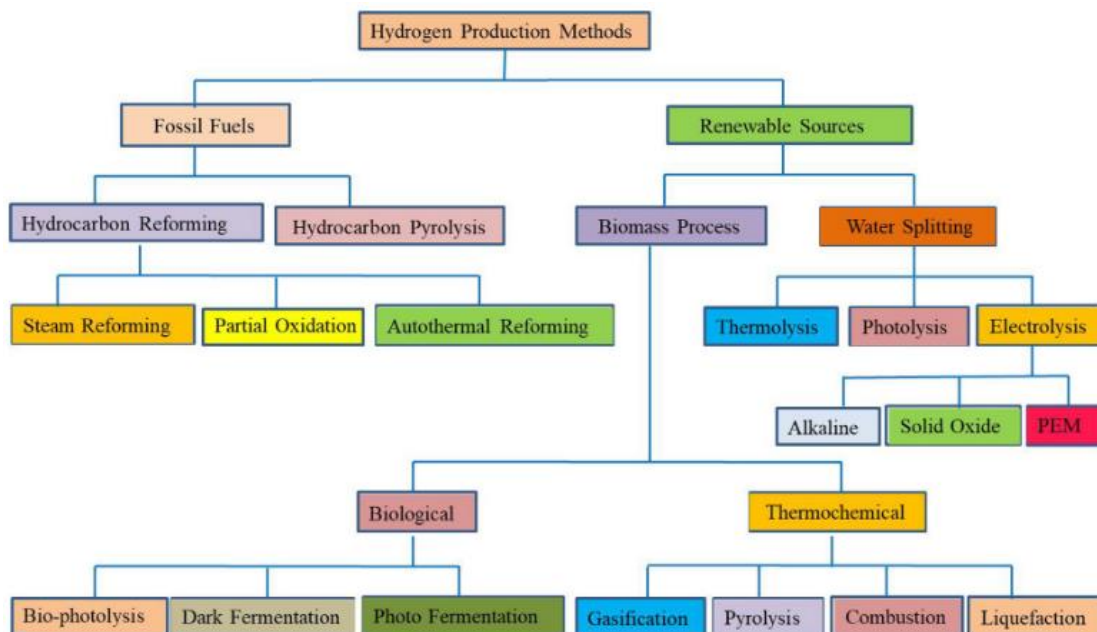 Hydrogen Production Methods
Fossil Fuels
Renewable Sources
Hydrocarbon Reforming
Hydrocarbon Pyrolysis
Biomass Process
Water Splitting
Steam Reforming
Partial Oxidation
Autothermal Reforming
Thermolysis
Photolysis
Electrolysis
Alkaline
Solid Oxide
PEM
Biological
Thermochemical
Bio-photolysis
Dark Fermentation
Photo Fermentation
Gasification
Pyrolysis
Combustion
Liquefaction